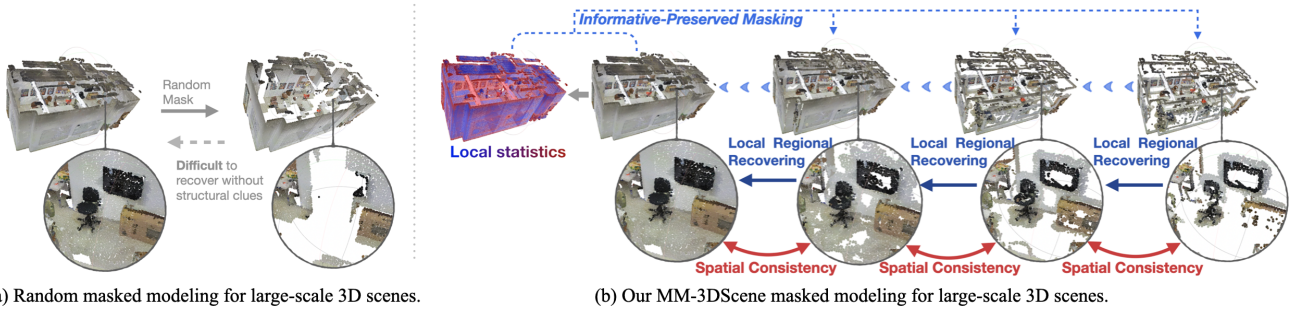 Random
Mask
Difficult to
recover without
structural clues
) Random masked modeling for large-scale 3D scenes.
Informative-Preserved Masking
Local statistics
Local Regional
Recovering
Local Regional
Recovering
Local Regional
Recovering
Spatial Consistency
Spatial Consistency
Spatial Consistency
(b) Our MM-3DScene masked modeling for large-scale 3D scenes.